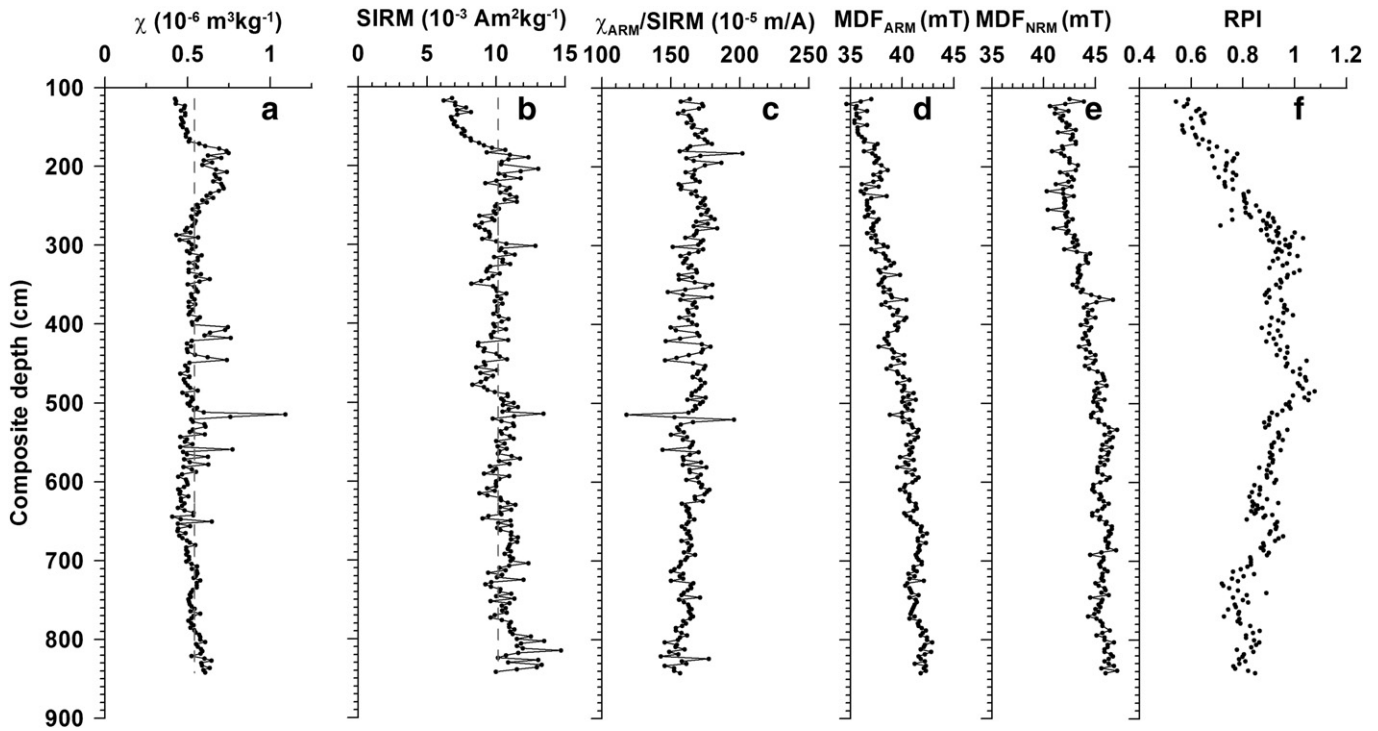 χ (10-6 m3kg-1)
SIRM (10-3 Am2kg-1)
χARM/SIRM (10-5 m/A)
MDFARM (mT)
MDFNRM (mT)
RPI
0 0.5 1
0 5 10 15
100 150 200 250
35 40 45
35 40 45
0.4 0.6 0.8 1 1.2
a b c d e f
100
200
300
400
500
600
700
800
900
Composite depth (cm)